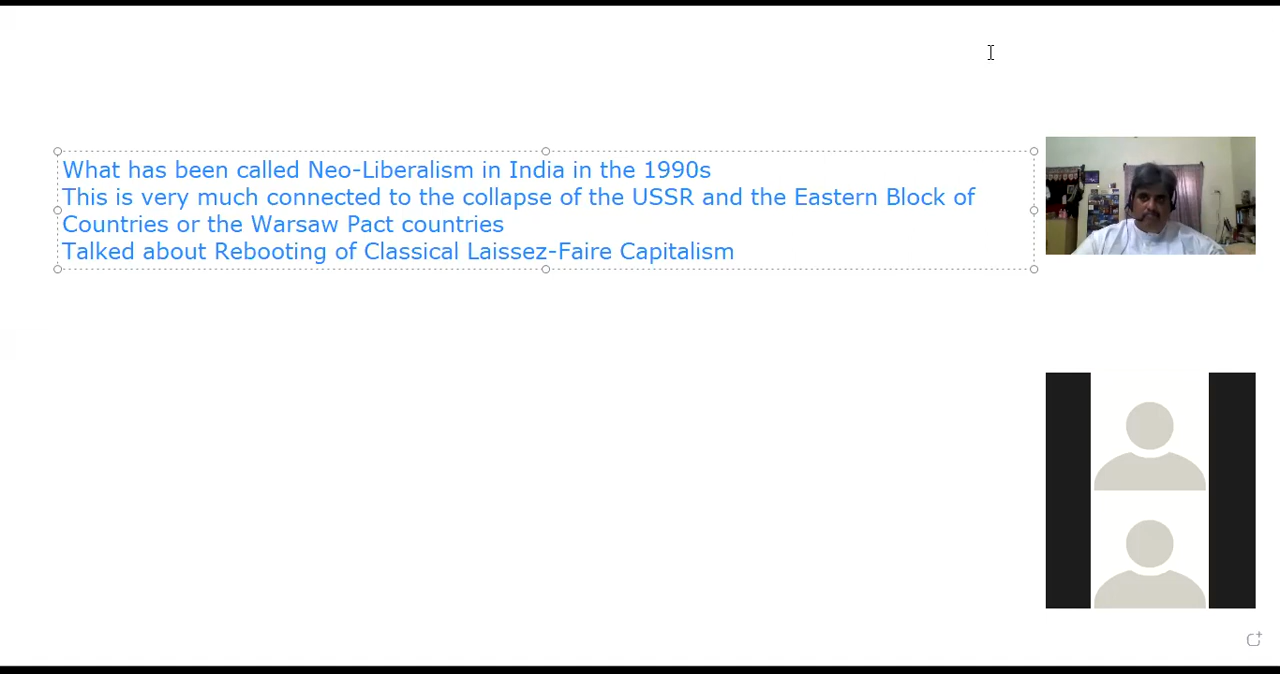 What has been called Neo-Liberalism in India in the 1990s
This is very much connected to the collapse of the USSR and the Eastern Block of
Countries or the Warsaw Pact countries
Talked about Rebooting of Classical Laissez-Faire Capitalism